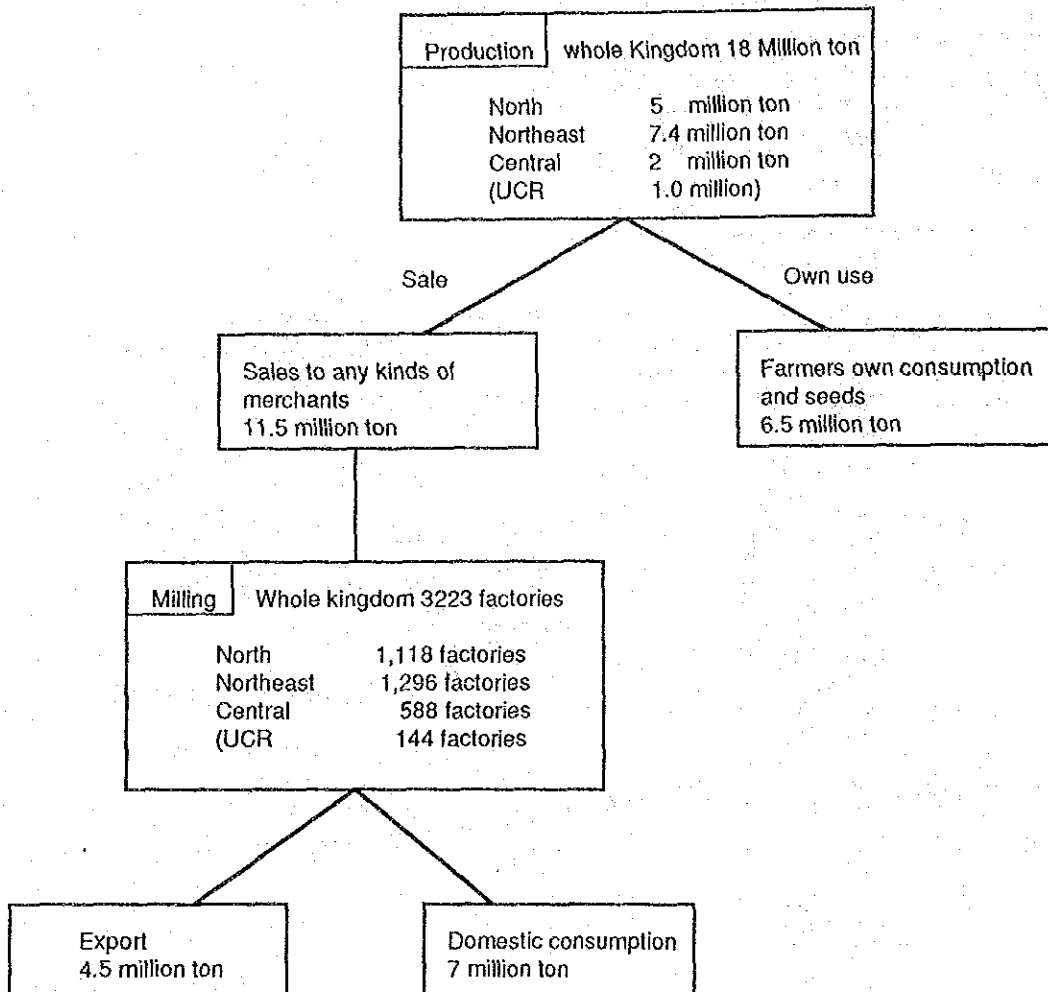 Production whole Kingdom 18 Million ton
North 5 million ton
Northeast 7.4 million ton
Central 2 million ton
(UCR 1.0 million)
Sale
Own use
Sales to any kinds of
merchants
11.5 million ton
Farmers own consumption
and seeds
6.5 million ton
Milling Whole kingdom 3223 factories
North 1,118 factories
Northeast 1,296 factories
Central 588 factories
(UCR 144 factories
Export
4.5 million ton
Domestic consumption
7 million ton